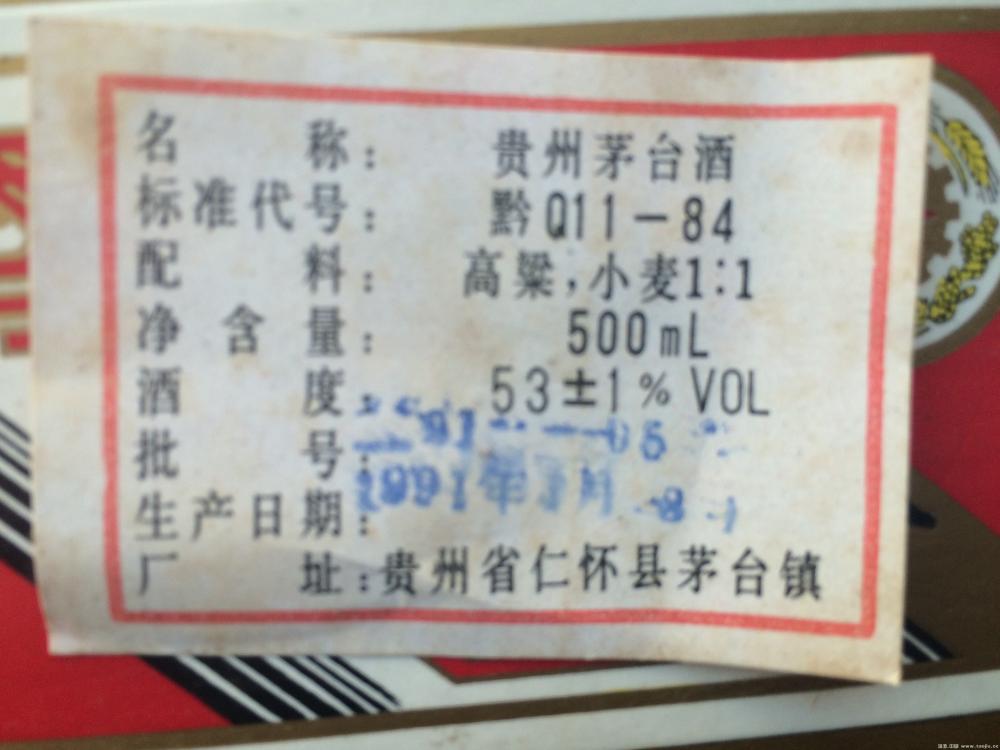 名 称： 贵州茅台酒
标准代号： 黔Q11－84
配 料： 高粱，小麦1:1
净 含 量： 500mL
酒 度： 53±1% VOL
批 号：
生产日期： 1991年
厂 址：贵州省仁怀县茅台镇